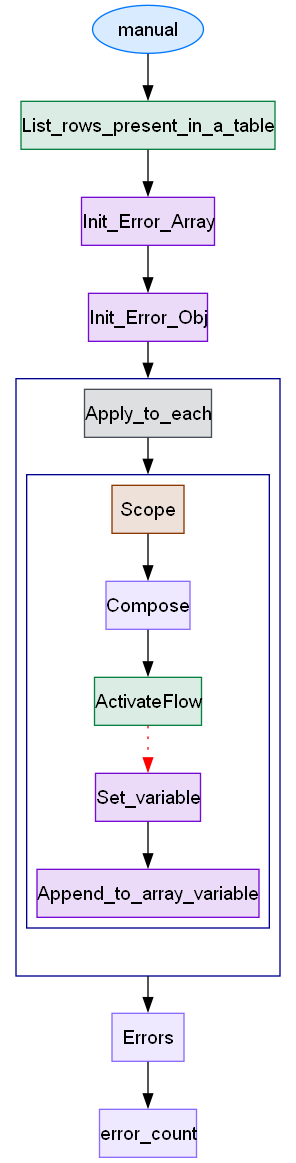 manual
List_rows_present_in_a_table
Init_Error_Array
Init_Error_Obj
Apply_to_each
Scope
Compose
ActivateFlow
Set_variable
Append_to_array_variable
Errors
error_count